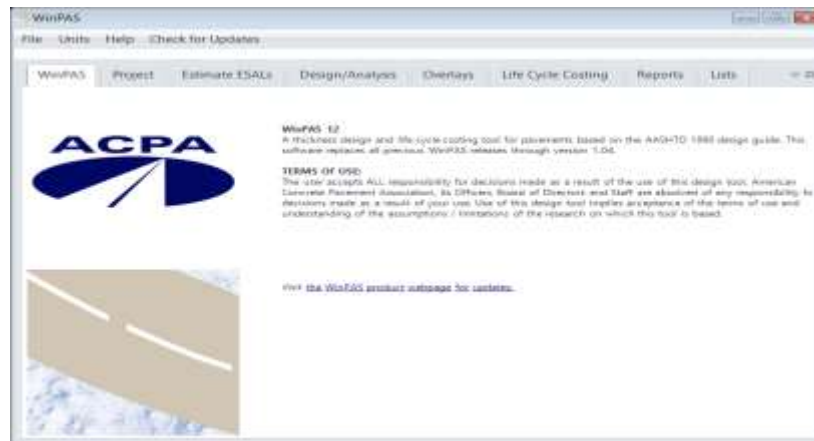 WinPAS
File Units Help Check for Updates
WinPAS Project Estimate ESALs Design/Analysis Overlays Life Cycle Costing Reports Lists
ACPA
WinPAS 12
A thickness design and life-cycle costing tool for pavements based on the AASHTO 1993 design guide. This
software replaces all previous WinPAS releases through version 1.04.
TERMS OF USE:
The user accepts ALL responsibility for decisions made as a result of the use of this design tool. American
Concrete Pavement Association, its Officers, Board of Directors and Staff are absolved of any responsibility for
decisions made as a result of your use. Use of this design tool implies acceptance of the terms of use and
understanding of the assumptions / limitations of the research on which this tool is based.
Visit the WinPAS product webpage for updates.